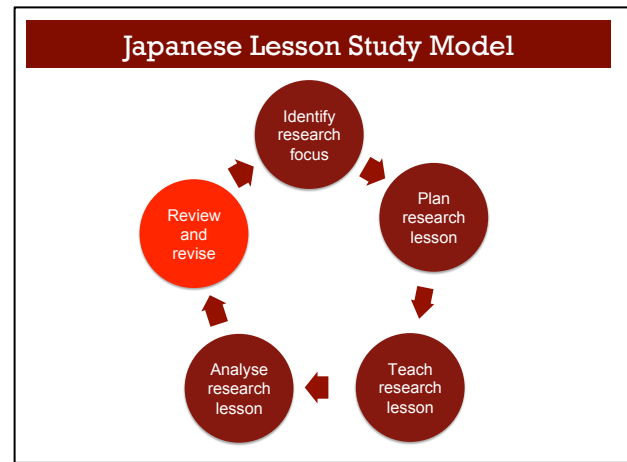 Japanese Lesson Study Model
Identify
research
focus
Plan
research
lesson
Teach
research
lesson
Analyse
research
lesson
Review
and
revise